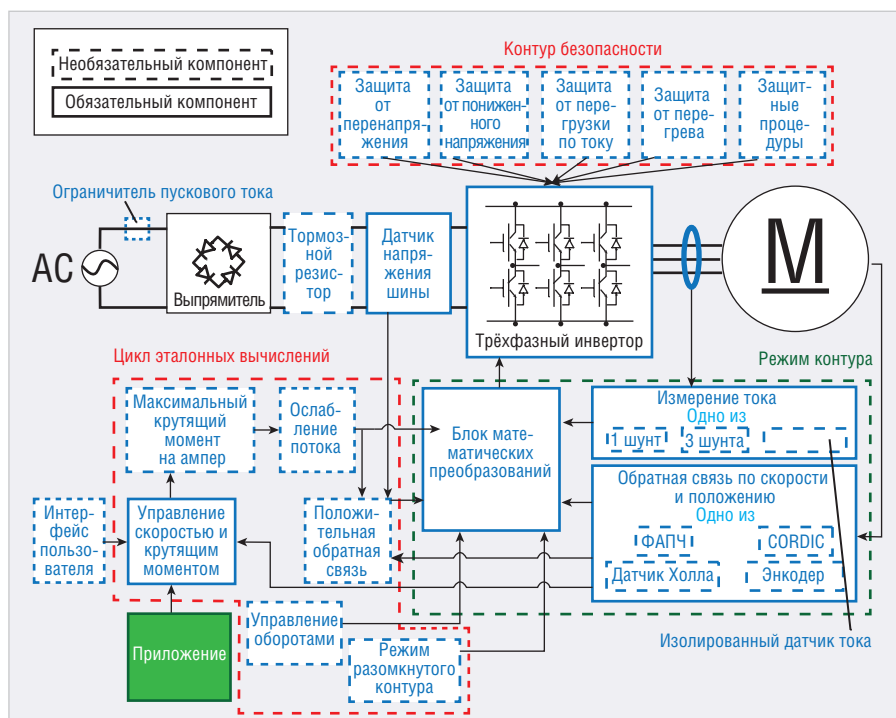 Необязательный компонент
Обязательный компонент
Контур безопасности
Защита
от
перенапря-
жения
Защита
от понижен-
ного
напряжения
Защита
от пере-
грузки
по току
Защита
от пере-
грева
Защит-
ные
проце-
дуры
Ограничитель пускового тока
AC
Выпрямитель
Тормоз-
ной
резис-
тор
Датчик
напря-
жения
шины
Трёхфазный инвертор
M
Цикл эталонных вычислений
Режим контура
Максимальный
крутящий
момент
на ампер
Ослаб-
ление
потока
Блок мате-
матических
преобразований
Измерение тока
Одно из
1 шунт
3 шунта
Обратная связь по скорости
и положению
Одно из
ФАПЧ
CORDIC
Датчик Холла
Энкодер
Интер-
фейс
пользо-
вателя
Управление
скоростью и
крутящим
моментом
Положи-
тельная
обратная
связь
Приложение
Управление
оборотами
Режим
разомкнутого
контура
Изолированный датчик тока